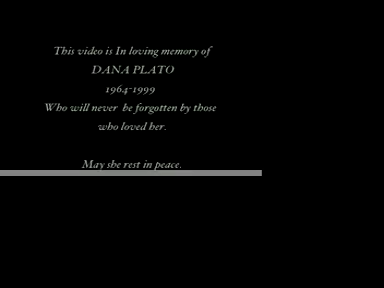 This video is In loving memory of
DANA PLATO
1964-1999
Who will never be forgotten by those
who loved her.
May she rest in peace.